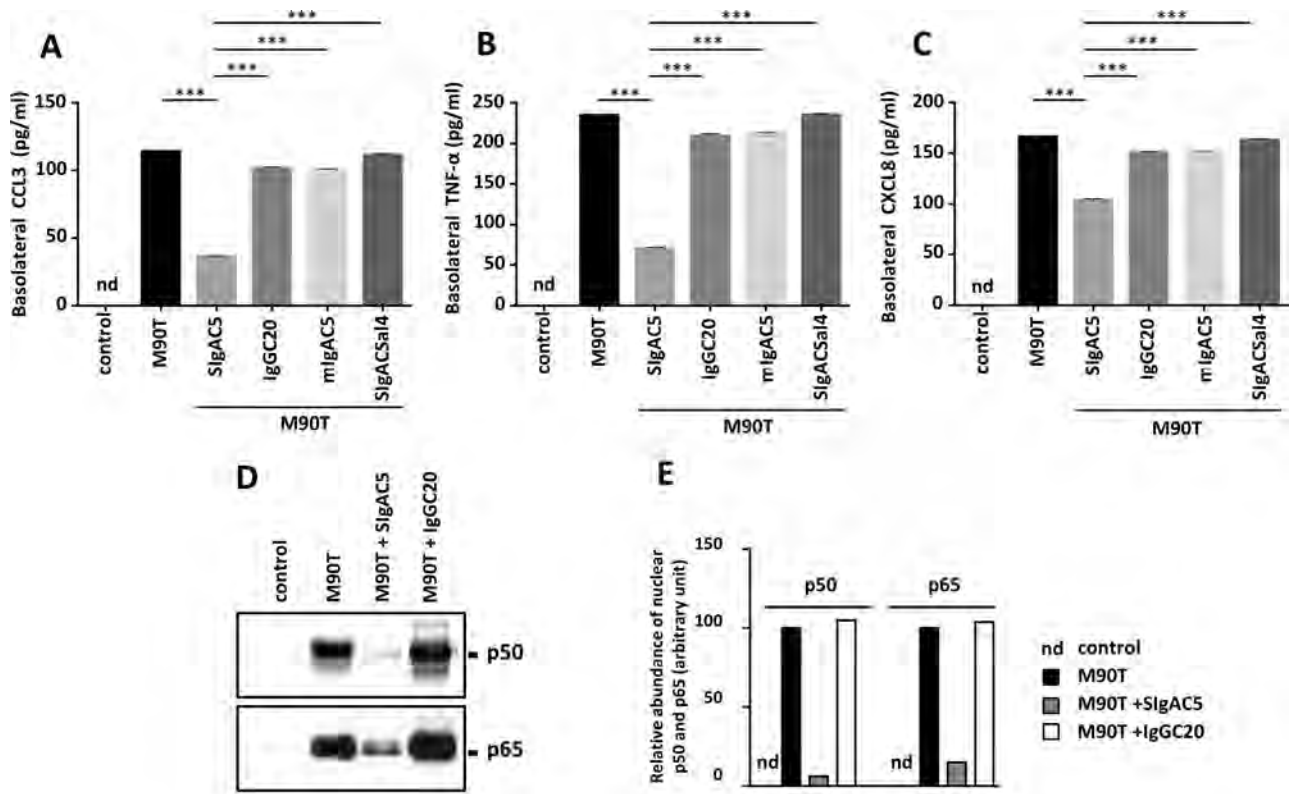 A
***
***
***
***
Basolateral CCL3 (pg/ml)
150
100
50
0
nd
control
M90T
SIgAC5
IgGC20
mIgAC5
SIgACSal4
M90T
B
***
***
***
***
Basolateral TNF-α (pg/ml)
250
200
150
100
50
0
nd
control
M90T
SIgAC5
IgGC20
mIgAC5
SIgACSal4
M90T
C
***
***
***
***
Basolateral CXCL8 (pg/ml)
200
150
100
50
0
nd
control
M90T
SIgAC5
IgGC20
mIgAC5
SIgACSal4
M90T
D
control
M90T
M90T + SIgAC5
M90T + IgGC20
p50
p65
E
Relative abundance of nuclear
p50 and p65 (arbitrary unit)
150
100
50
0
p50
p65
nd
nd
nd control
M90T
M90T +SIgAC5
M90T +IgGC20